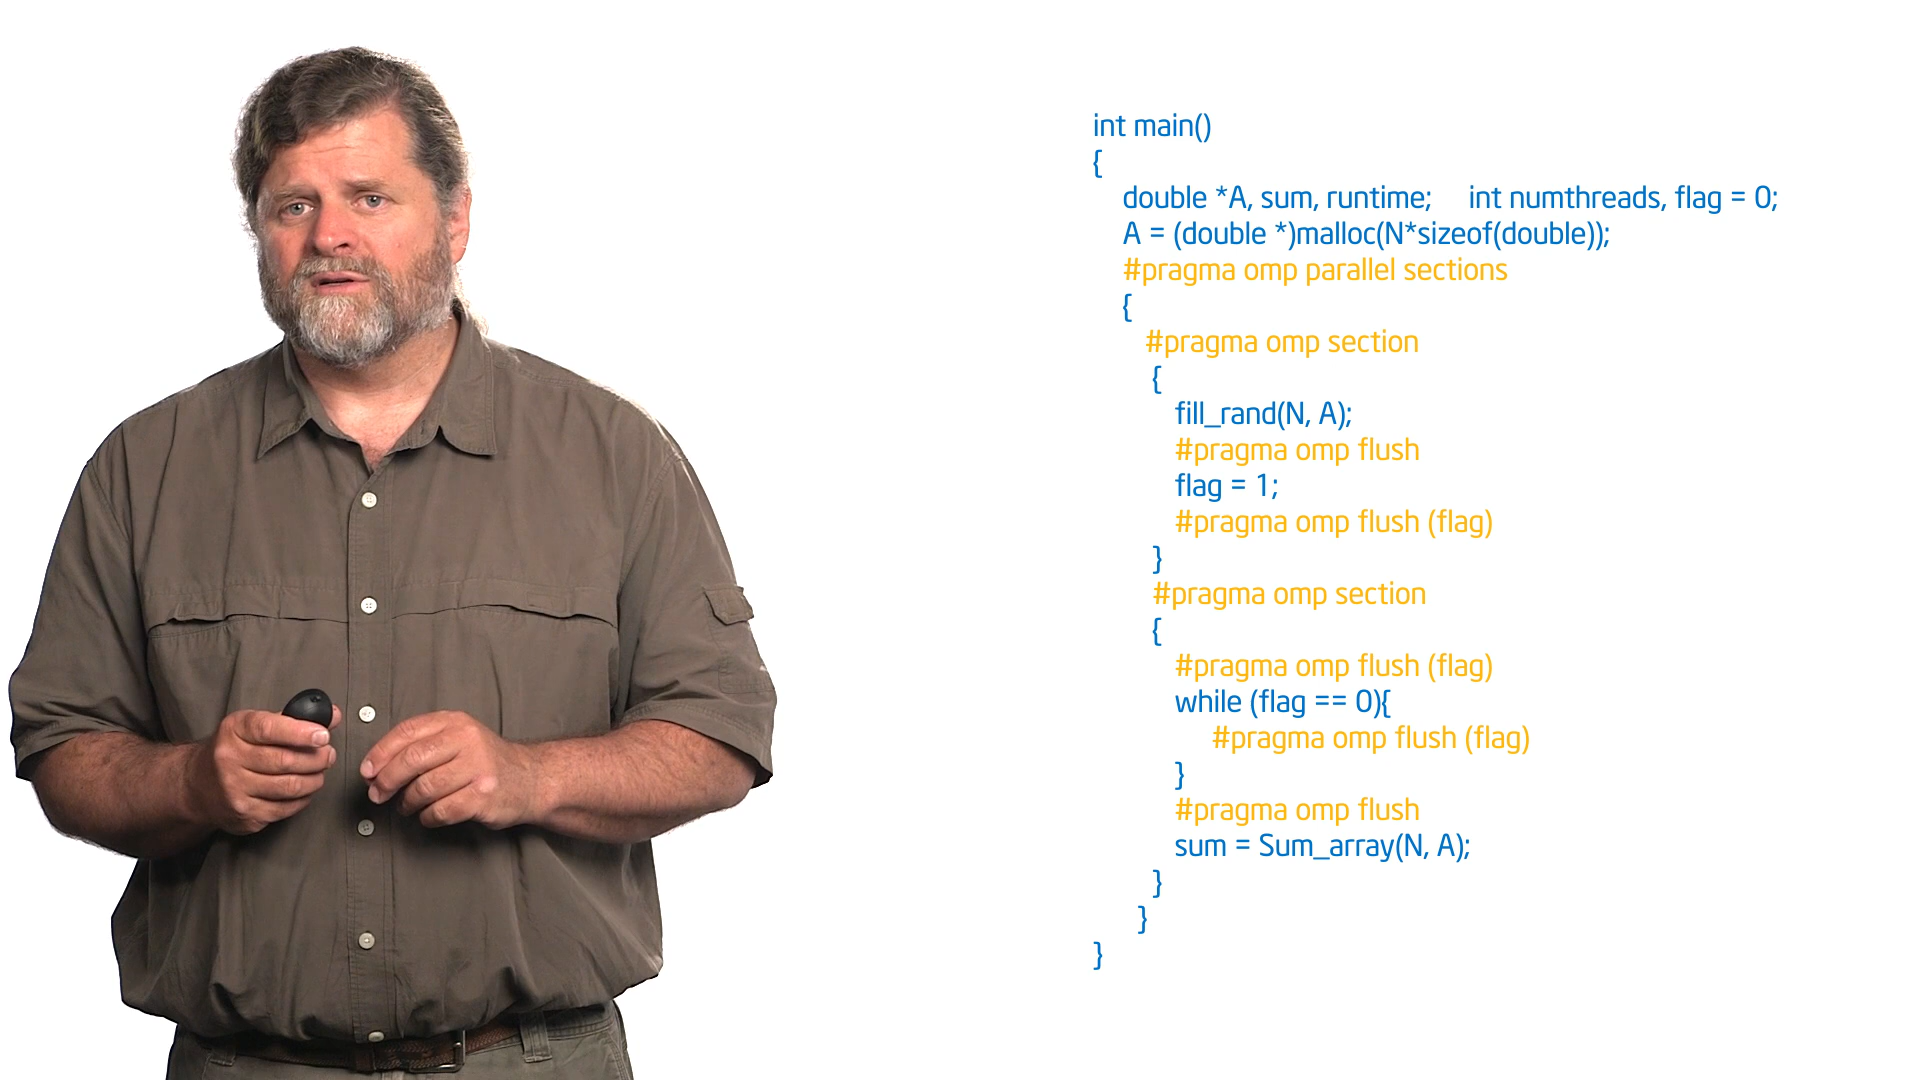 int main()
{
double *A, sum, runtime; int numthreads, flag = 0;
A = (double *)malloc(N*sizeof(double));
#pragma omp parallel sections
{
#pragma omp section
{
fill_rand(N, A);
#pragma omp flush
flag = 1;
#pragma omp flush (flag)
}
#pragma omp section
{
#pragma omp flush (flag)
while (flag == 0){
#pragma omp flush (flag)
}
#pragma omp flush
sum = Sum_array(N, A);
}
}
}